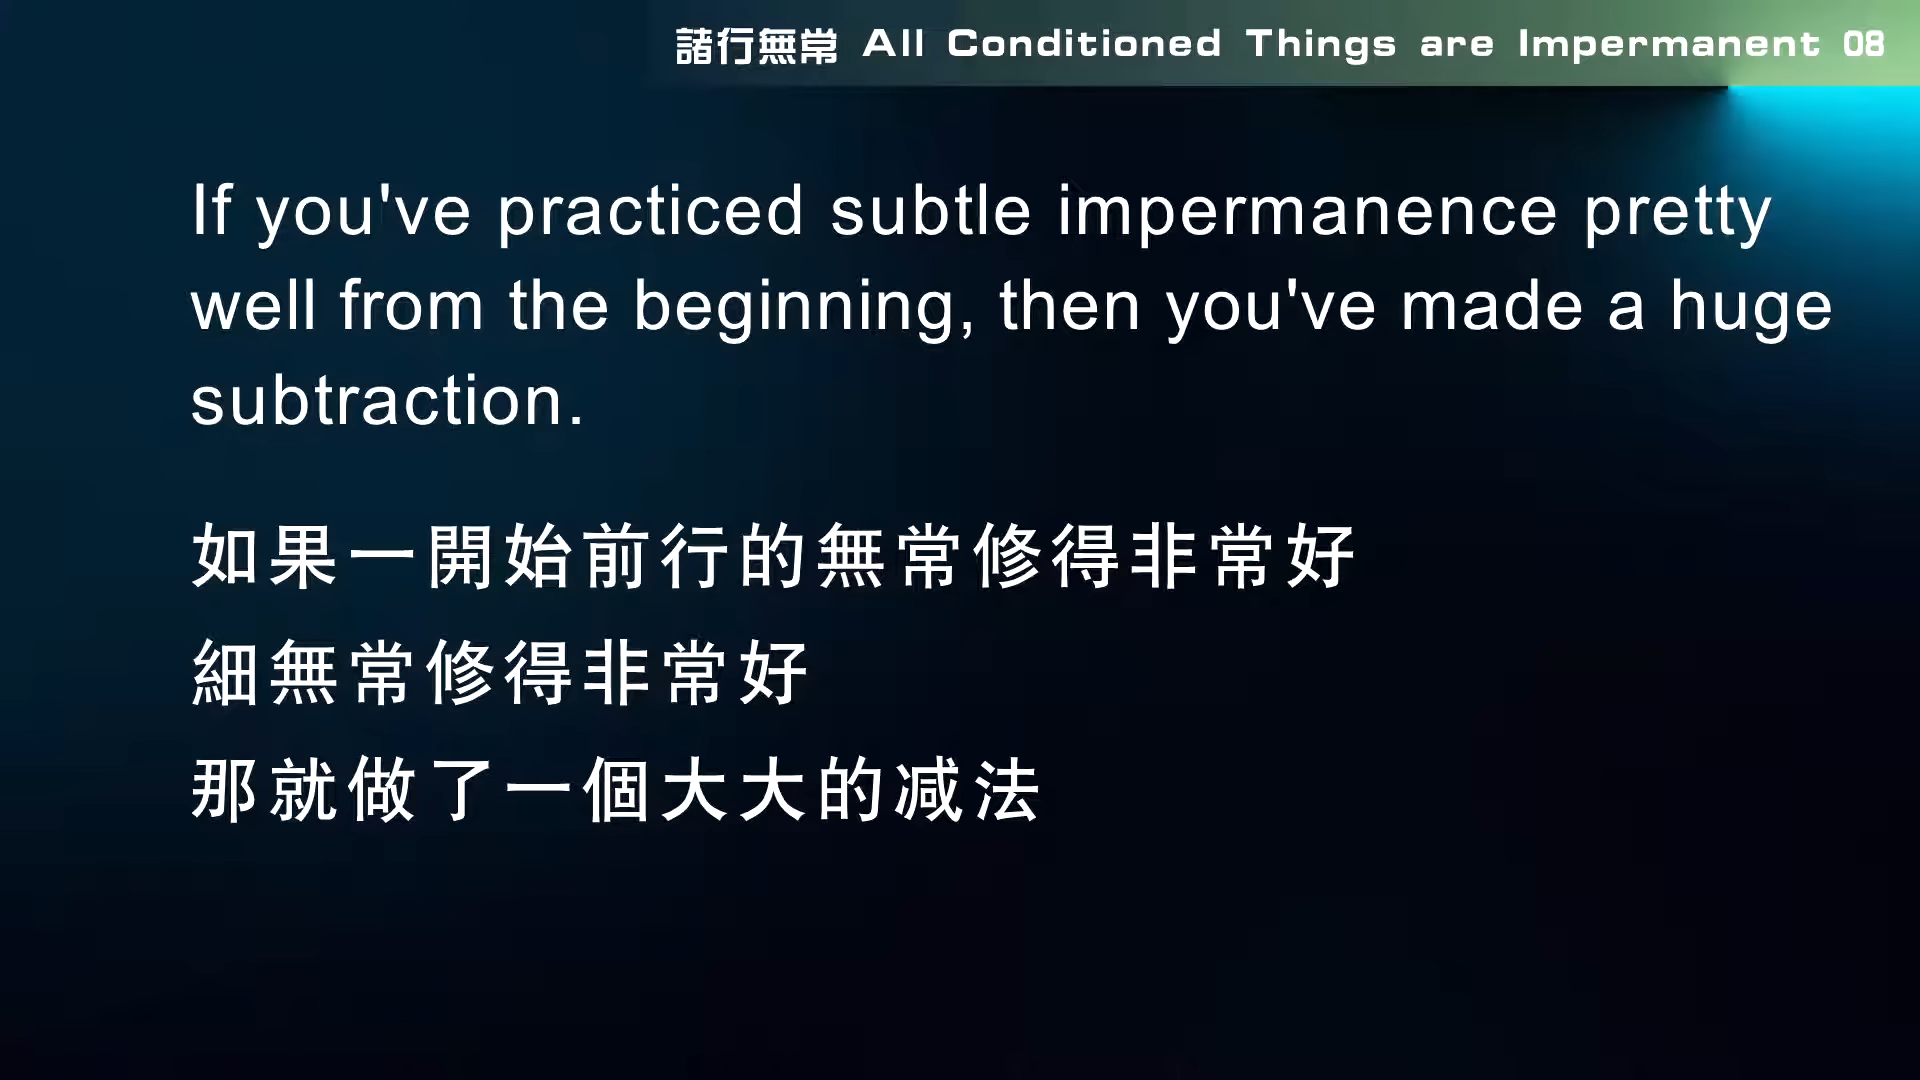 諸行無常 All Conditioned Things are Impermanent 08
If you've practiced subtle impermanence pretty
well from the beginning, then you've made a huge
subtraction.
如果一開始前行的無常修得非常好
細無常修得非常好
那就做了一個大大的减法